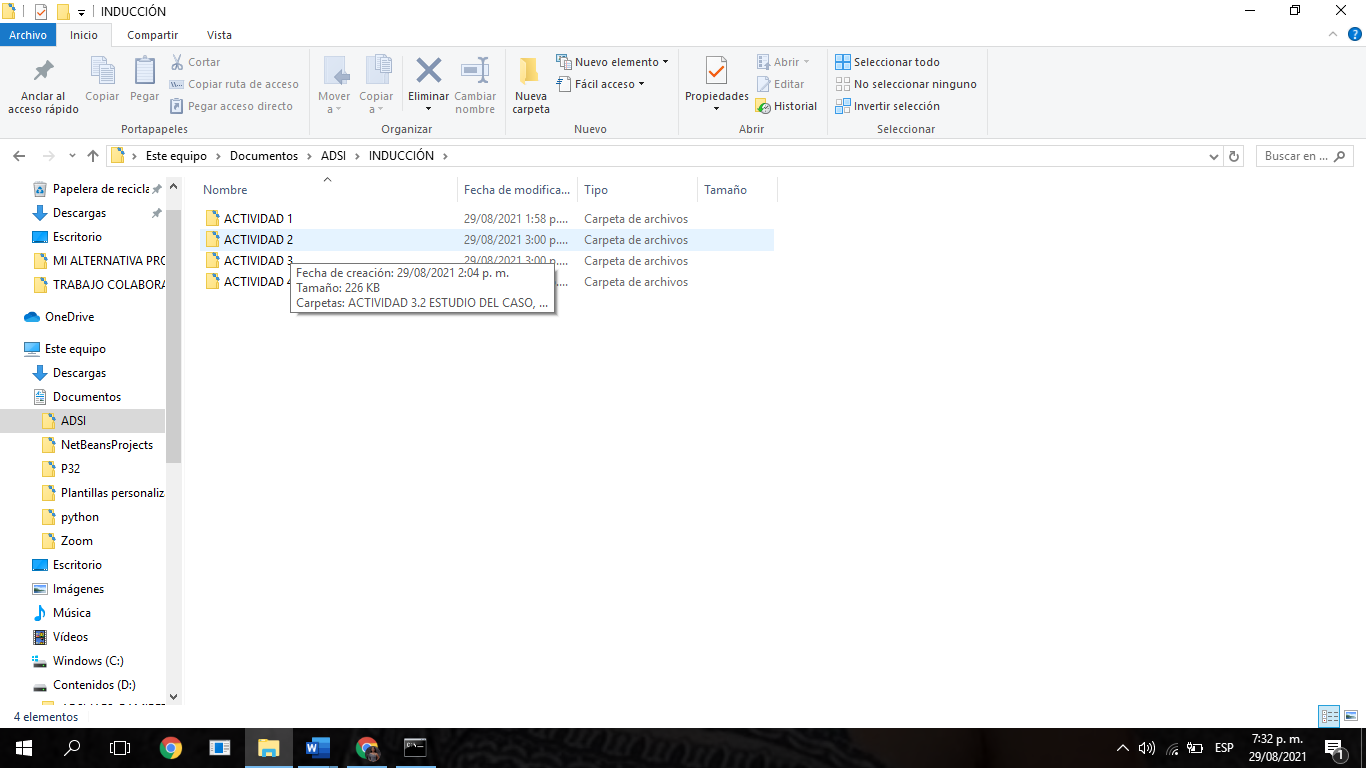 INDUCCIÓN
Archivo Inicio Compartir Vista
Anclar al acceso rápido
Copiar
Pegar
Cortar
Copiar ruta de acceso
Pegar acceso directo
Portapapeles
Mover a
Copiar a
Eliminar
Cambiar nombre
Organizar
Nueva carpeta
Nuevo elemento
Fácil acceso
Nuevo
Propiedades
Abrir
Editar
Historial
Abrir
Seleccionar todo
No seleccionar ninguno
Invertir selección
Seleccionar
Este equipo > Documentos > ADSI > INDUCCIÓN >
Buscar en ...
Papelera de recicla
Descargas
Escritorio
MI ALTERNATIVA PRO
TRABAJO COLABORA
OneDrive
Este equipo
Descargas
Documentos
ADSI
NetBeansProjects
P32
Plantillas personaliz
python
Zoom
Escritorio
Imágenes
Música
Vídeos
Windows (C:)
Contenidos (D:)
Nombre Fecha de modifica... Tipo Tamaño
ACTIVIDAD 1 29/08/2021 1:58 p.... Carpeta de archivos
ACTIVIDAD 2 29/08/2021 3:00 p.... Carpeta de archivos
ACTIVIDAD 3 29/08/2021 3:00 p.... Carpeta de archivos
ACTIVIDAD 4 Carpeta de archivos
Fecha de creación: 29/08/2021 2:04 p. m.
Tamaño: 226 KB
Carpetas: ACTIVIDAD 3.2 ESTUDIO DEL CASO, ...
4 elementos
ESP
7:32 p. m.
29/08/2021
1